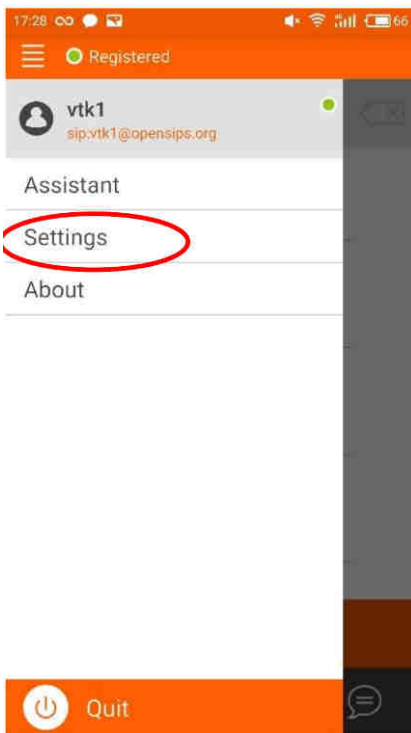 17:28 66
Registered
vtk1
sip:vtk1@opensips.org
Assistant
Settings
About
Quit